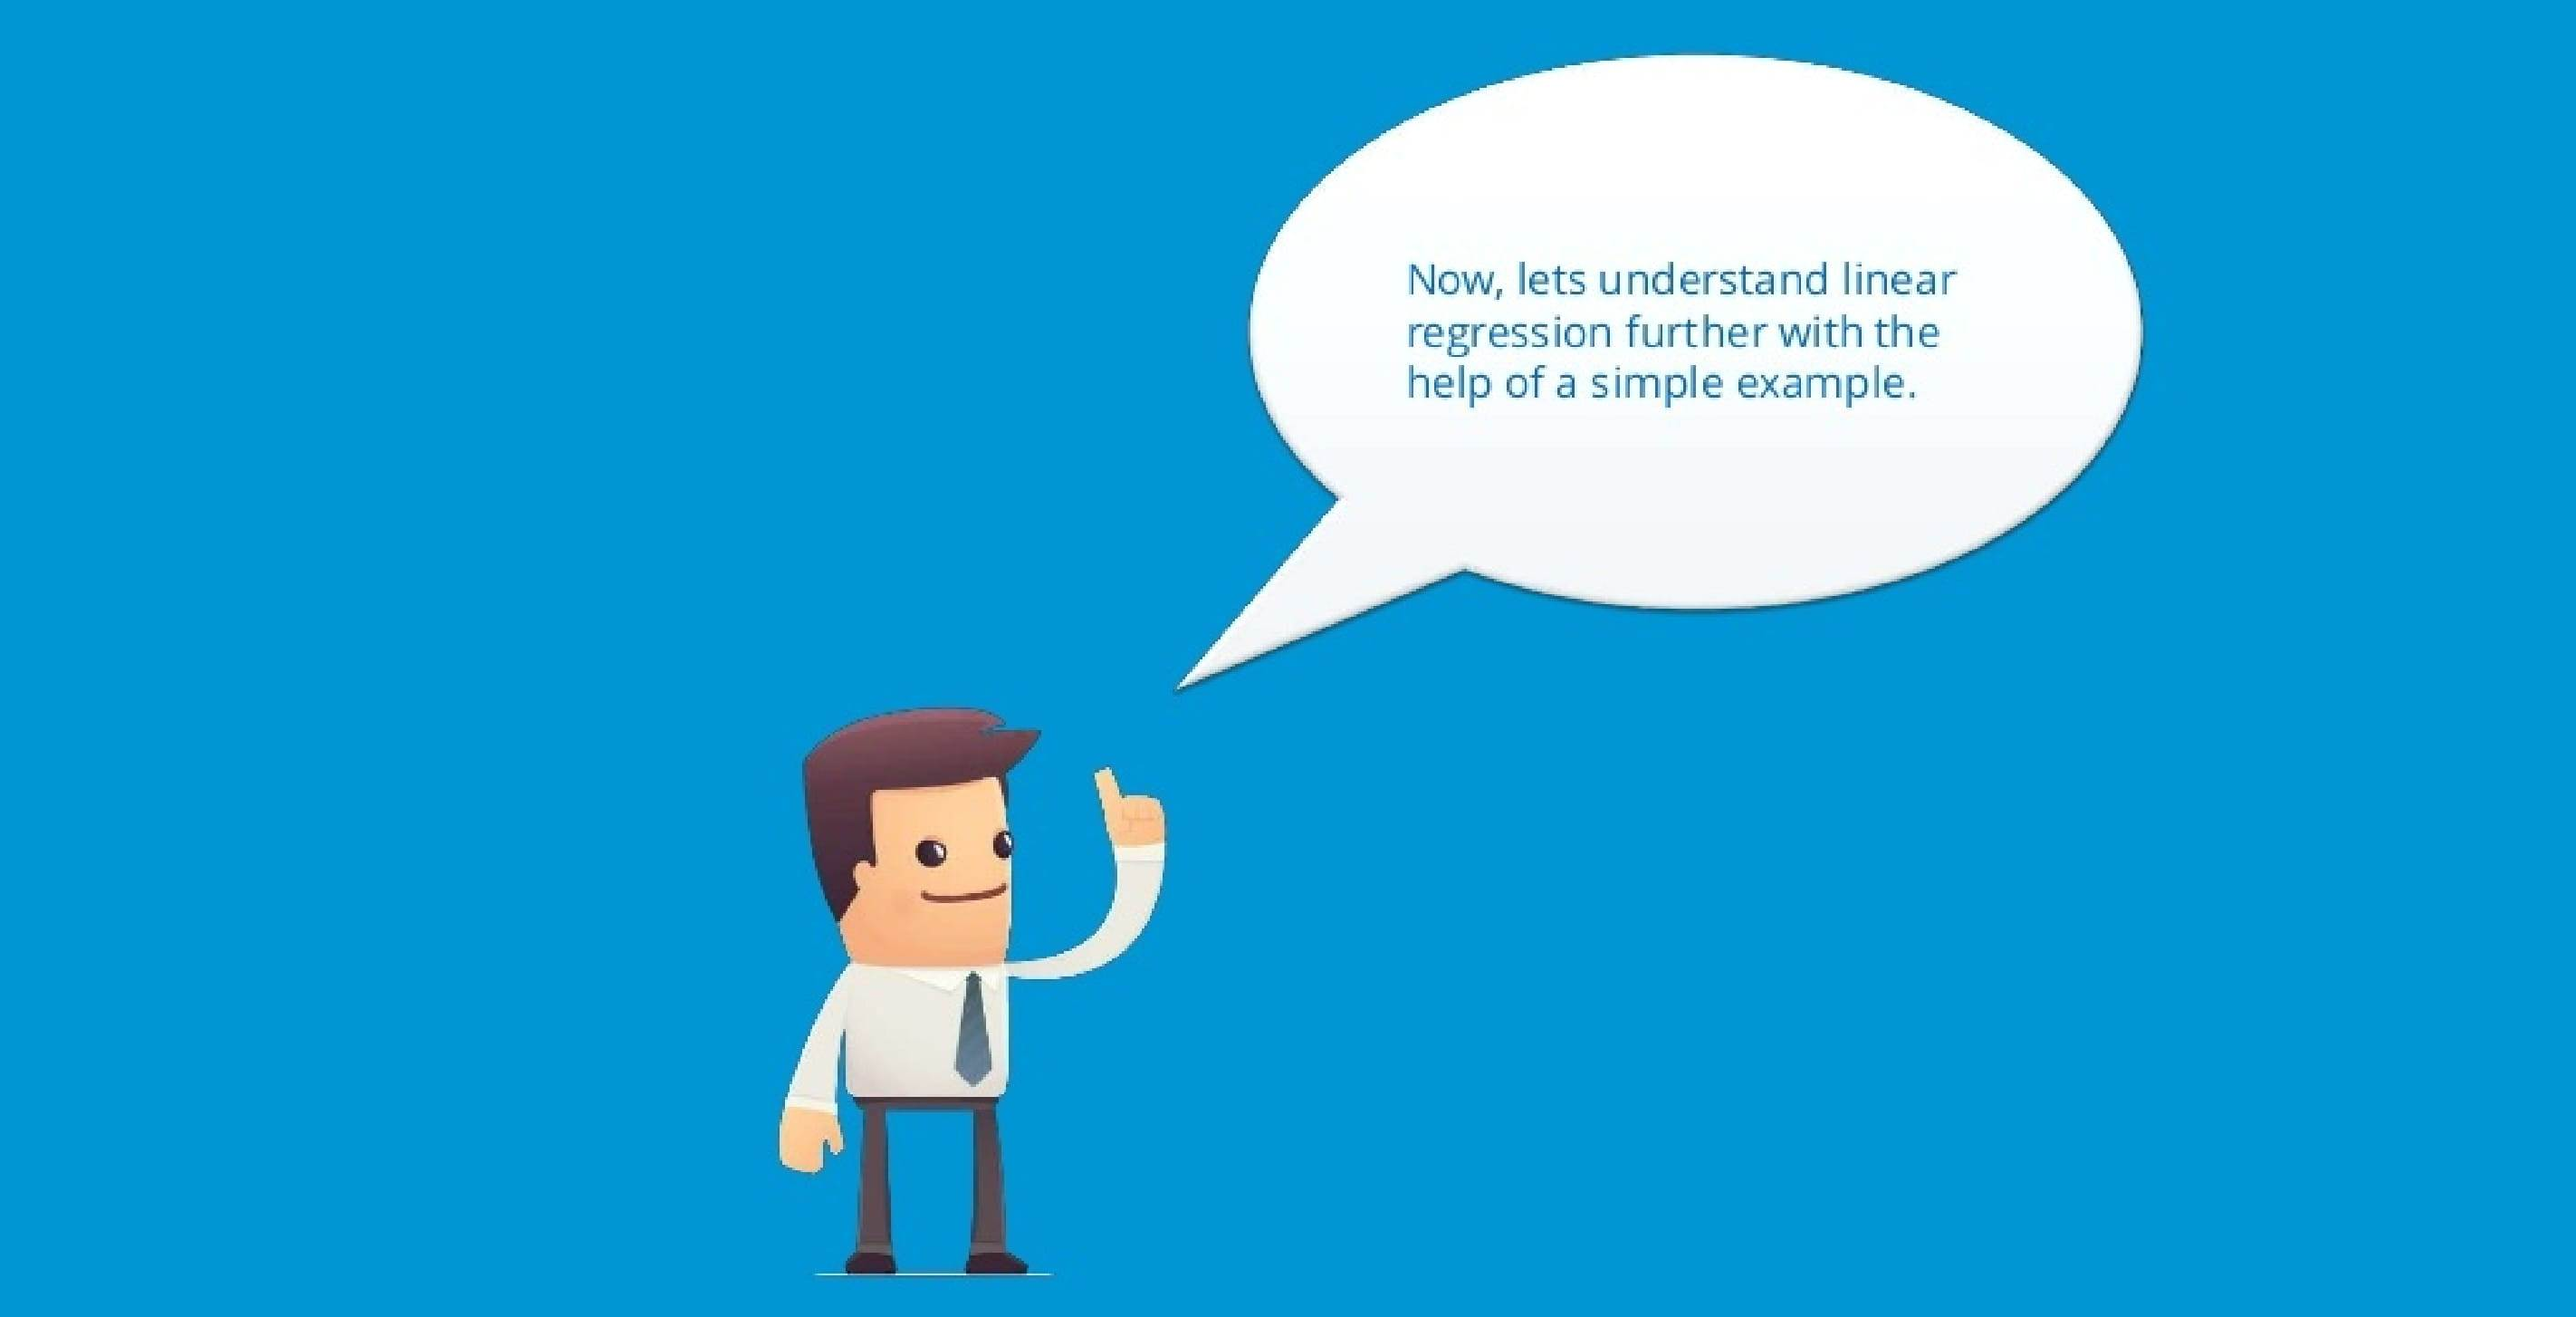 Now, lets understand linear
regression further with the
help of a simple example.